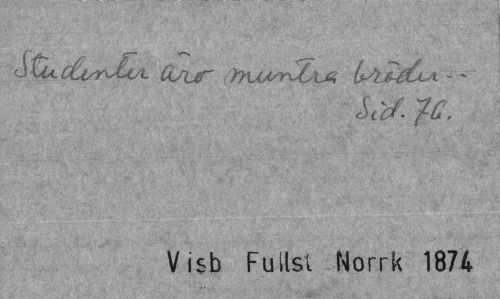 Studenter äro muntra bröder..
Sid. 76.
Visb Fullst Norrk 1874